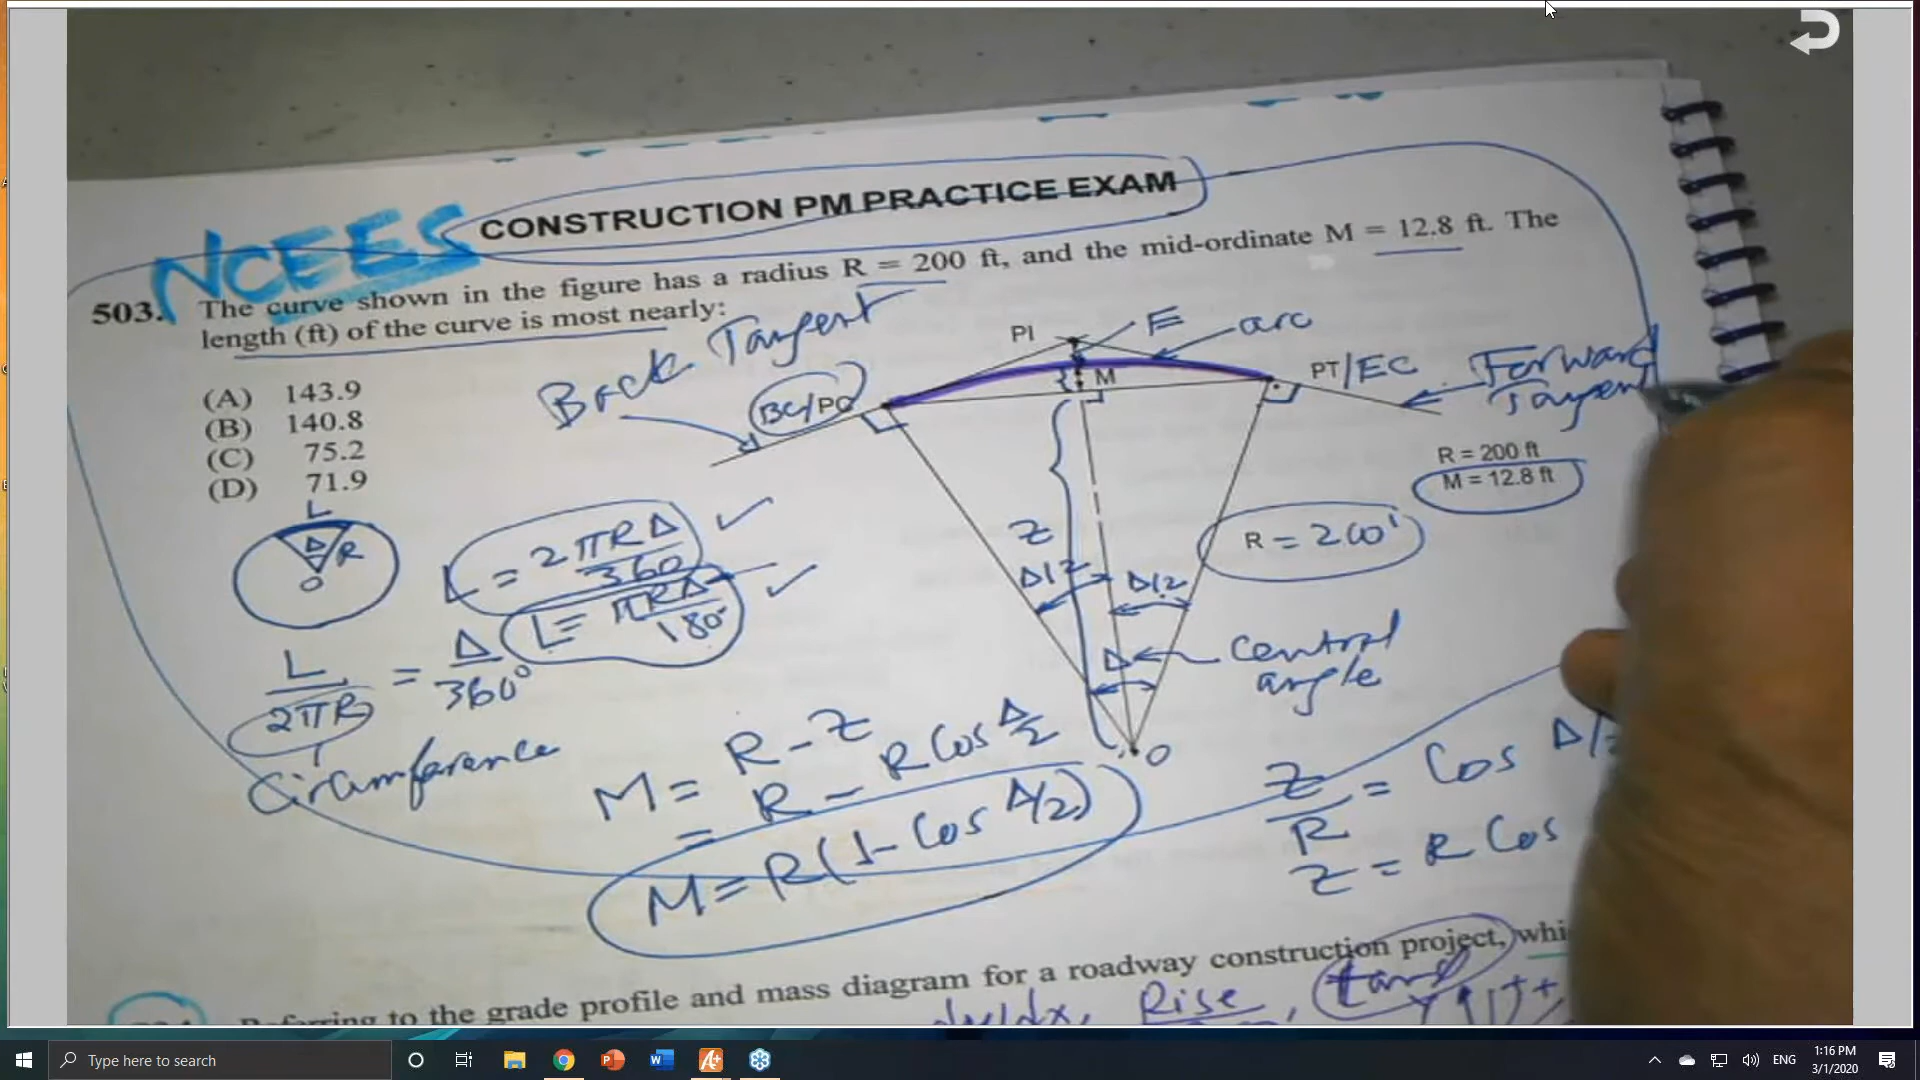 NCEES
CONSTRUCTION PM PRACTICE EXAM
503. The curve shown in the figure has a radius R = 200 ft, and the mid-ordinate M = 12.8 ft. The
length (ft) of the curve is most nearly:
(A) 143.9
(B) 140.8
(C) 75.2
(D) 71.9
Back Tangent
BC/PC
PI
E
arc
M
PT/EC
Forward
Tangent
R = 200 ft
M = 12.8 ft
R = 200'
Z
Δ/2
Δ/2
Δ
central
angle
O
L
Δ
R
O
L = 2πRΔ/360
L = πRΔ/180°
L/2πR = Δ/360°
Circumference
M = R - Z
= R - R Cos Δ/2
M = R(1 - Cos Δ/2)
Z/R = Cos Δ/
Z = R Cos
Referring to the grade profile and mass diagram for a roadway construction project,
dy/dx, Rise
Type here to search
ENG
1:16 PM
3/1/2020